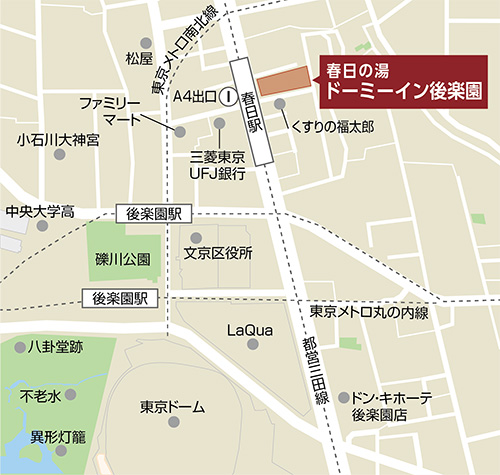 東京メトロ南北線
松屋
春日の湯
ドーミーイン後楽園
A4出口
春日駅
ファミリー
マート
くすりの福太郎
小石川大神宮
三菱東京
UFJ銀行
中央大学高
後楽園駅
文京区役所
礫川公園
後楽園駅
東京メトロ丸の内線
LaQua
都営三田線
八卦堂跡
不老水
東京ドーム
ドン・キホーテ
後楽園店
異形灯籠